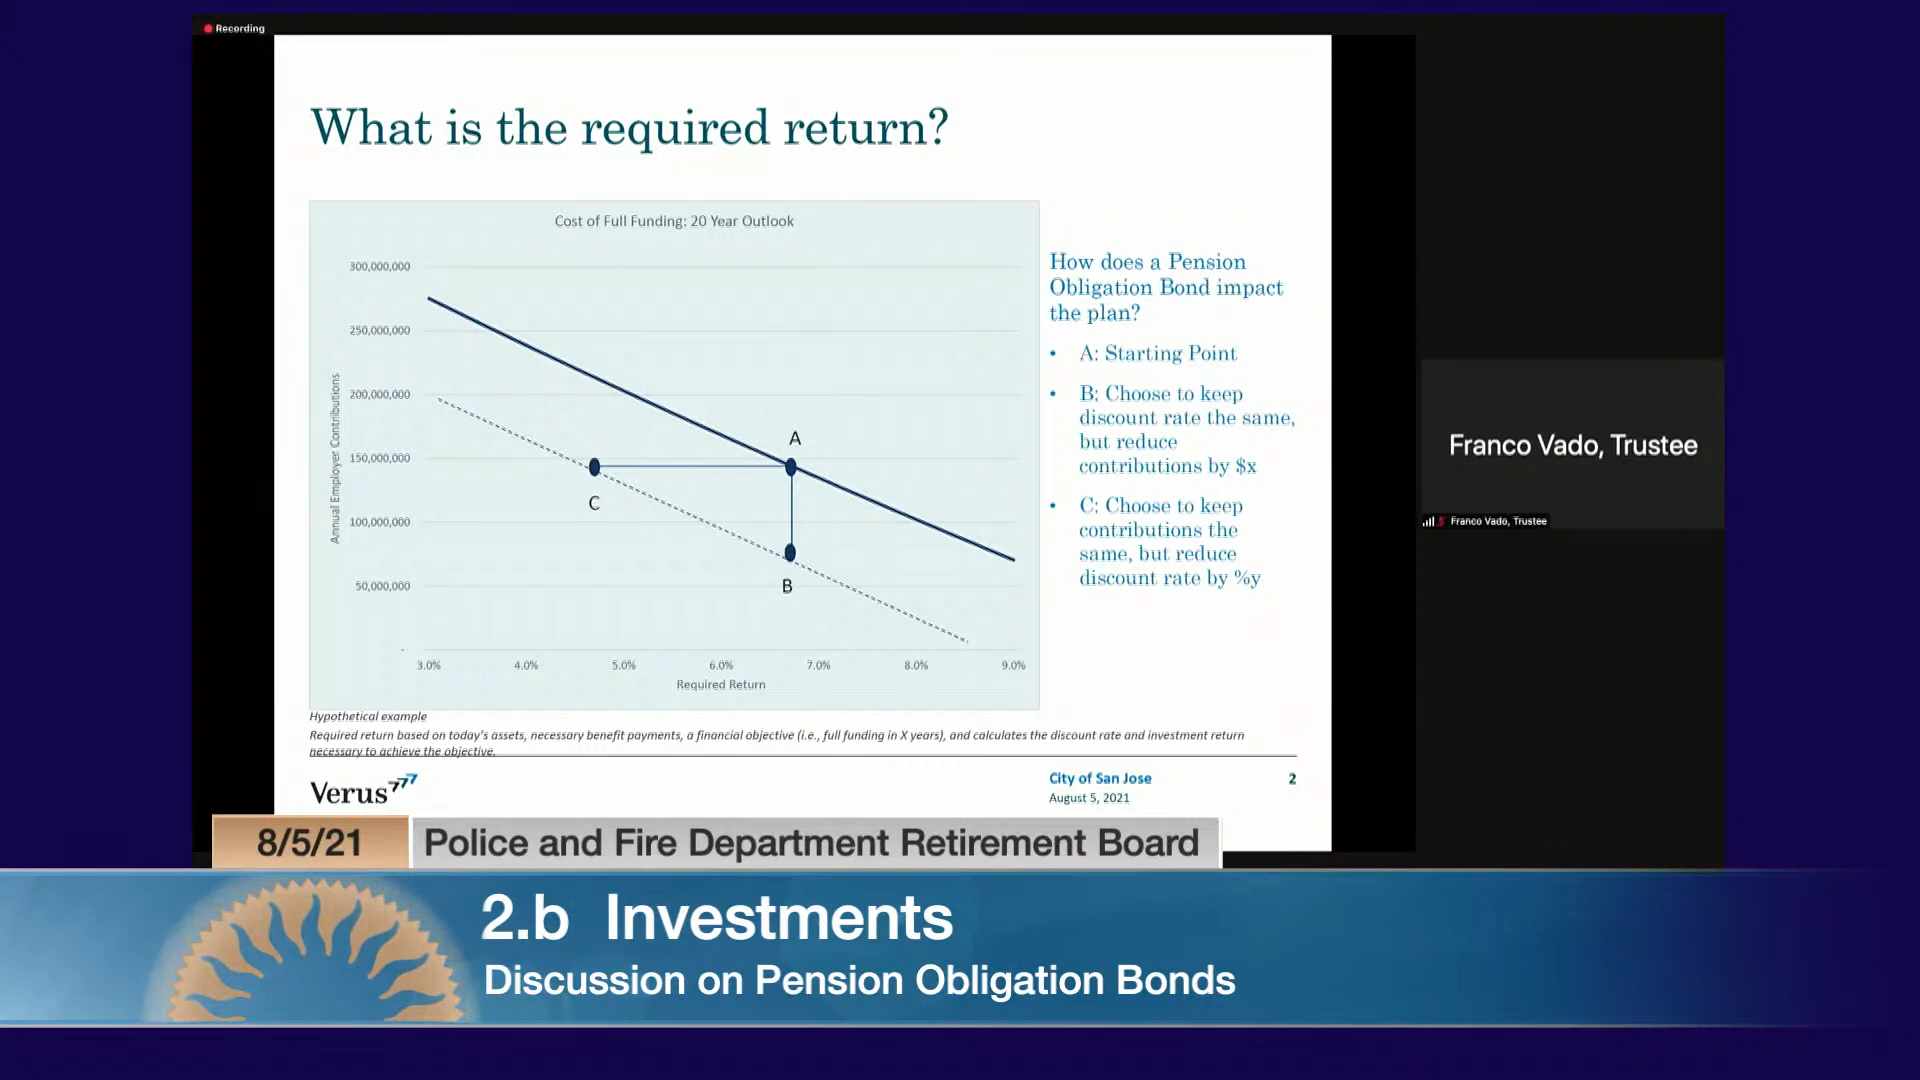 Recording
What is the required return?
Cost of Full Funding: 20 Year Outlook
300,000,000
250,000,000
200,000,000
150,000,000
100,000,000
50,000,000
-
Annual Employer Contributions
A
C
B
3.0% 4.0% 5.0% 6.0% 7.0% 8.0% 9.0%
Required Return
How does a Pension
Obligation Bond impact
the plan?
• A: Starting Point
• B: Choose to keep
discount rate the same,
but reduce
contributions by $x
• C: Choose to keep
contributions the
same, but reduce
discount rate by %y
Hypothetical example
Required return based on today's assets, necessary benefit payments, a financial objective (i.e., full funding in X years), and calculates the discount rate and investment return
necessary to achieve the objective.
Verus777
City of San Jose
August 5, 2021
2
Franco Vado, Trustee
Franco Vado, Trustee
8/5/21 Police and Fire Department Retirement Board
2.b Investments
Discussion on Pension Obligation Bonds